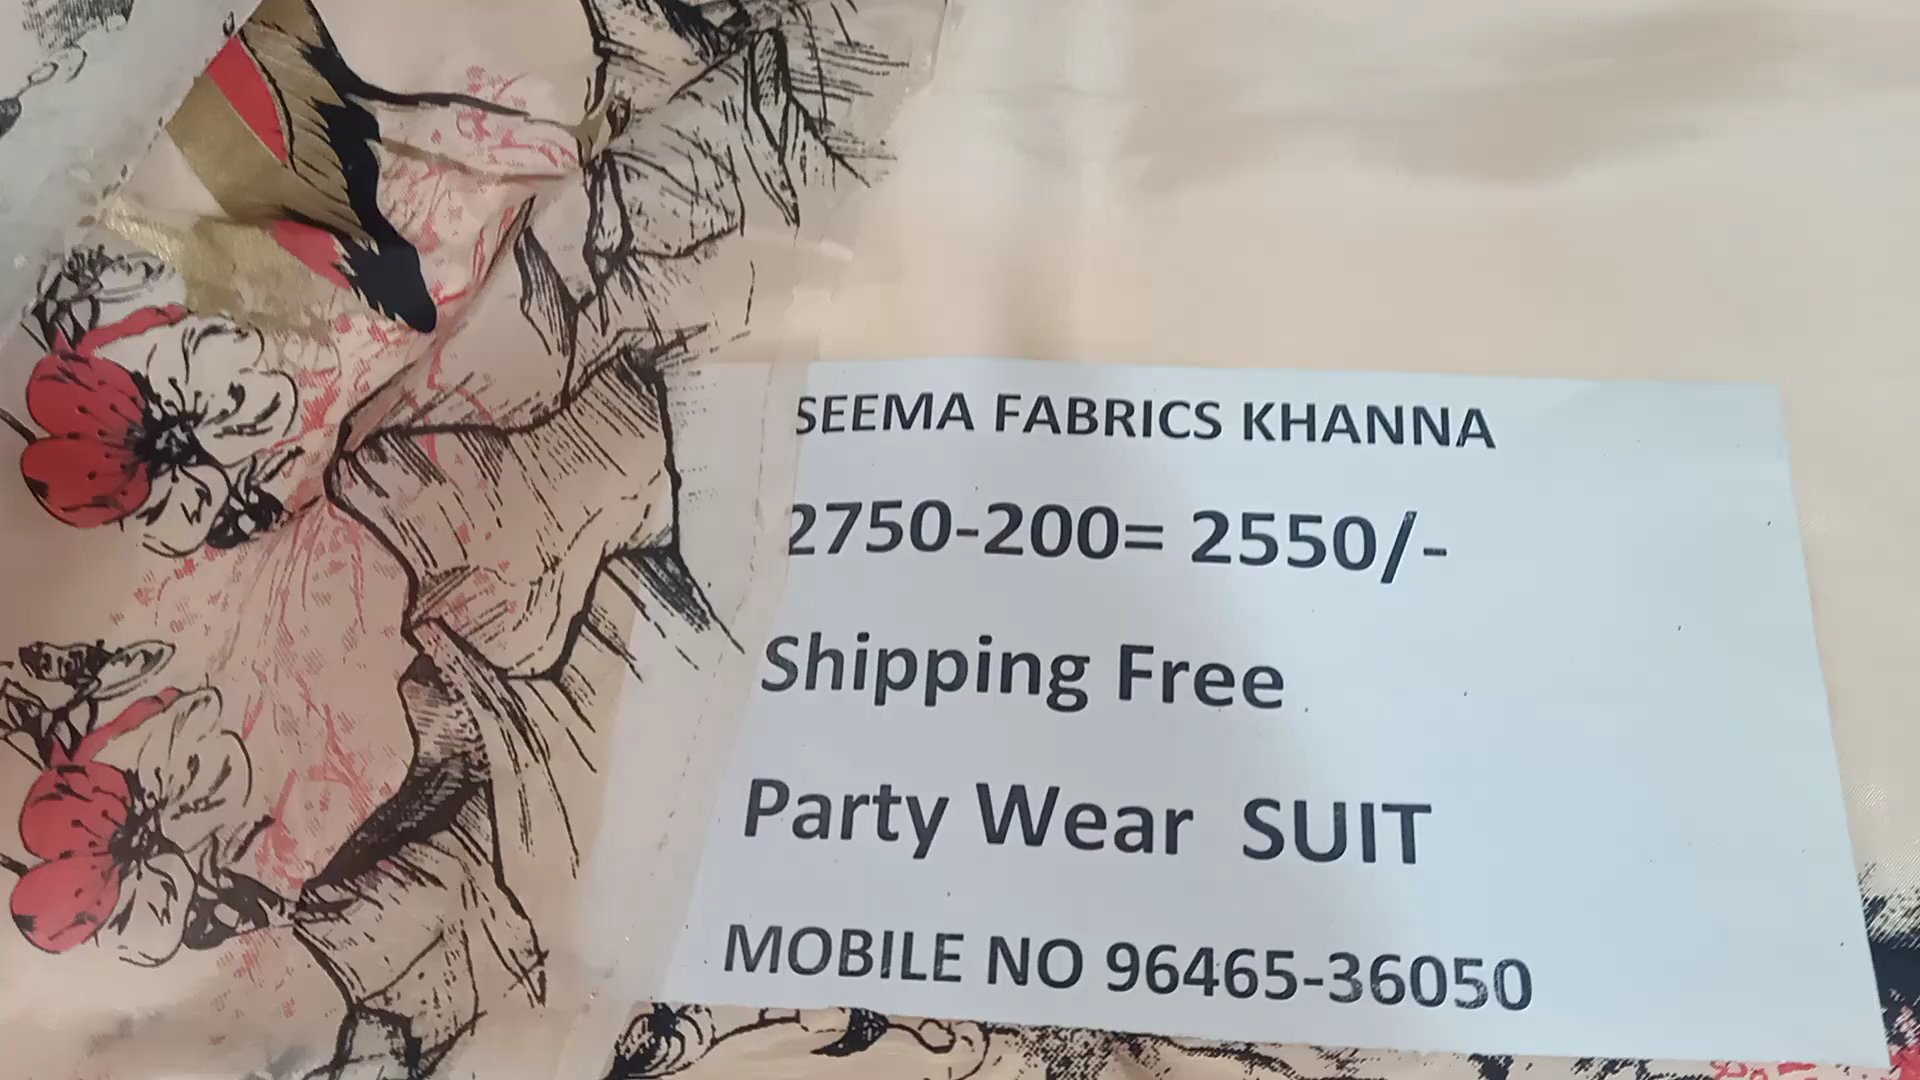 SEEMA FABRICS KHANNA
2750-200= 2550/-
Shipping Free
Party Wear SUIT
MOBILE NO 96465-36050